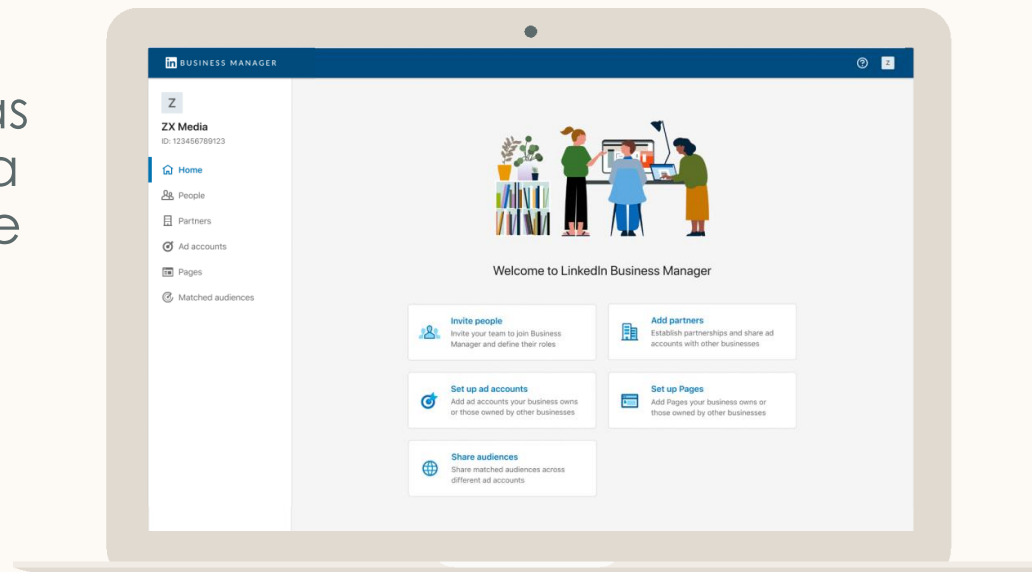 as
a
e
in BUSINESS MANAGER
Z
Z
ZX Media
ID: 123456789123
Home
People
Partners
Ad accounts
Pages
Matched audiences
Welcome to LinkedIn Business Manager
Invite people
Invite your team to join Business
Manager and define their roles
Add partners
Establish partnerships and share ad
accounts with other businesses
Set up ad accounts
Add ad accounts your business owns
or those owned by other businesses
Set up Pages
Add Pages your business owns or
those owned by other businesses
Share audiences
Share matched audiences across
different ad accounts